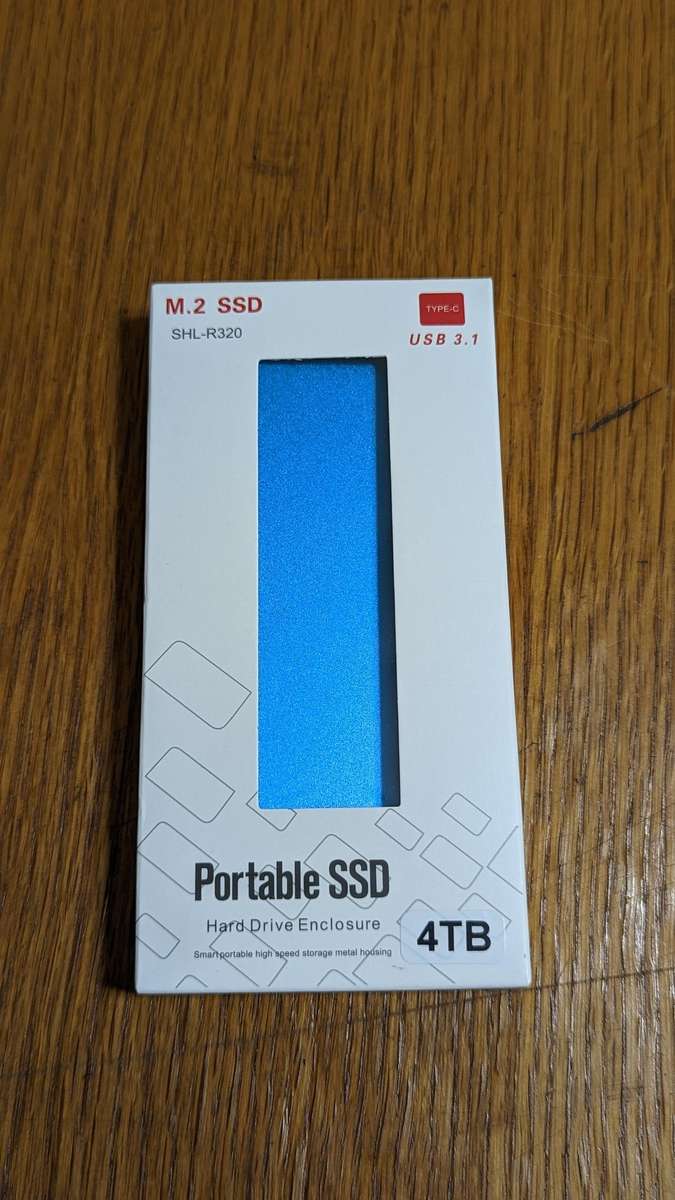 M.2 SSD
SHL-R320
TYPE-C
USB 3.1
Portable SSD
Hard Drive Enclosure
Smart portable high speed storage metal housing
4TB